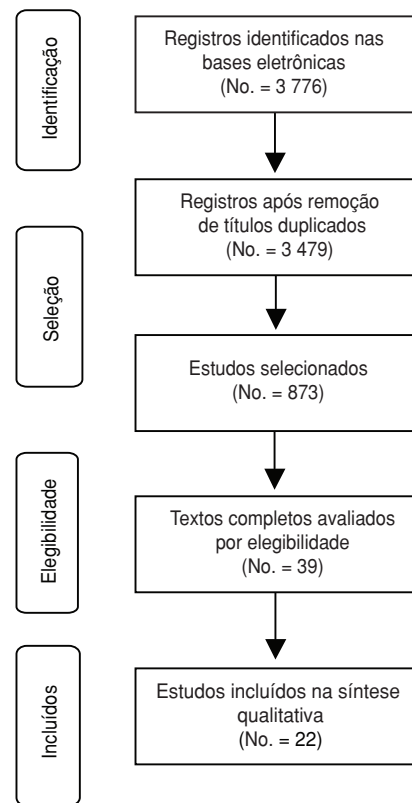 Identificação
Registros identificados nas
bases eletrônicas
(No. = 3 776)
Registros após remoção
de títulos duplicados
(No. = 3 479)
Seleção
Estudos selecionados
(No. = 873)
Elegibilidade
Textos completos avaliados
por elegibilidade
(No. = 39)
Incluídos
Estudos incluídos na síntese
qualitativa
(No. = 22)